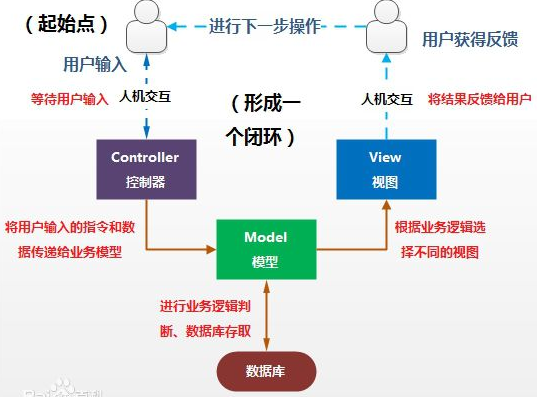 （起始点）
进行下一步操作
用户获得反馈
用户输入
等待用户输入
人机交互
（形成一
个闭环）
人机交互
将结果反馈给用户
Controller
控制器
View
视图
将用户输入的指令和数
据传递给业务模型
Model
模型
根据业务逻辑选
择不同的视图
进行业务逻辑判
断、数据库存取
数据库